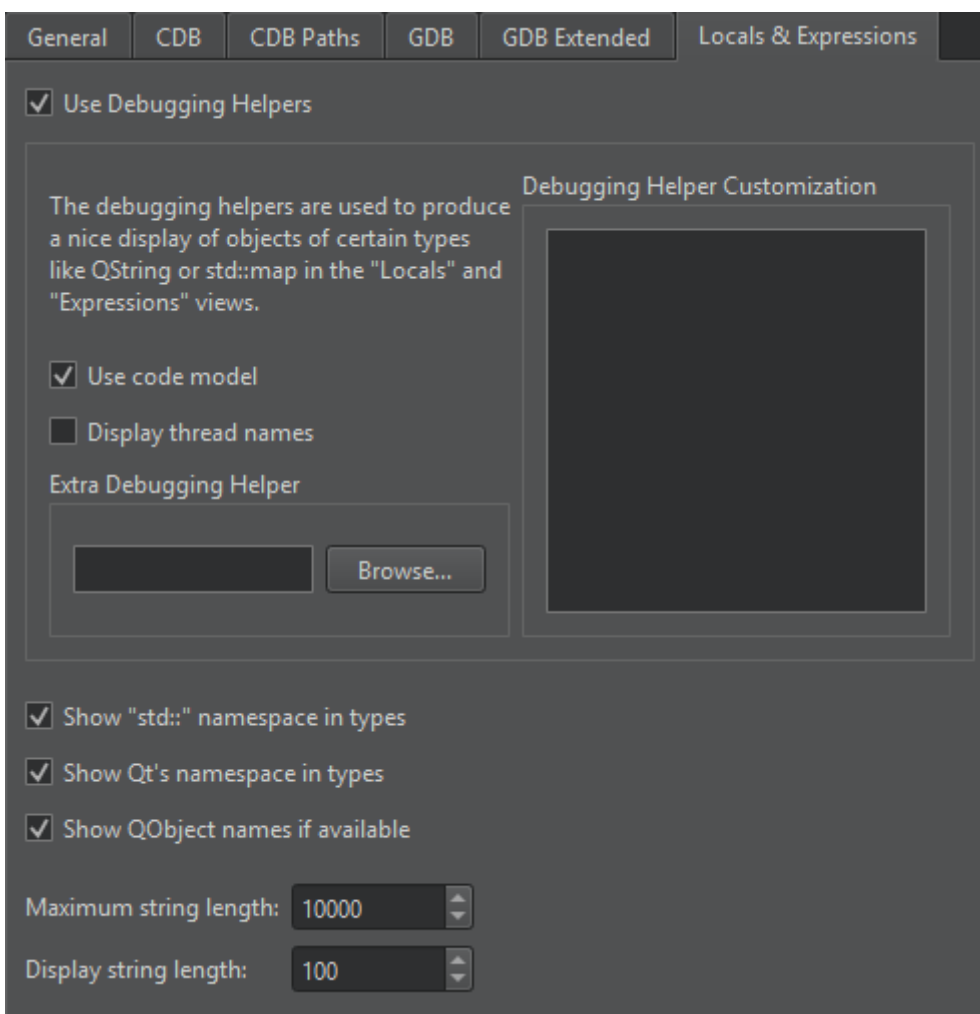 General CDB CDB Paths GDB GDB Extended Locals & Expressions
Use Debugging Helpers
The debugging helpers are used to produce
a nice display of objects of certain types
like QString or std::map in the "Locals" and
"Expressions" views.
Use code model
Display thread names
Extra Debugging Helper
Browse...
Debugging Helper Customization
Show "std::" namespace in types
Show Qt's namespace in types
Show QObject names if available
Maximum string length: 10000
Display string length: 100